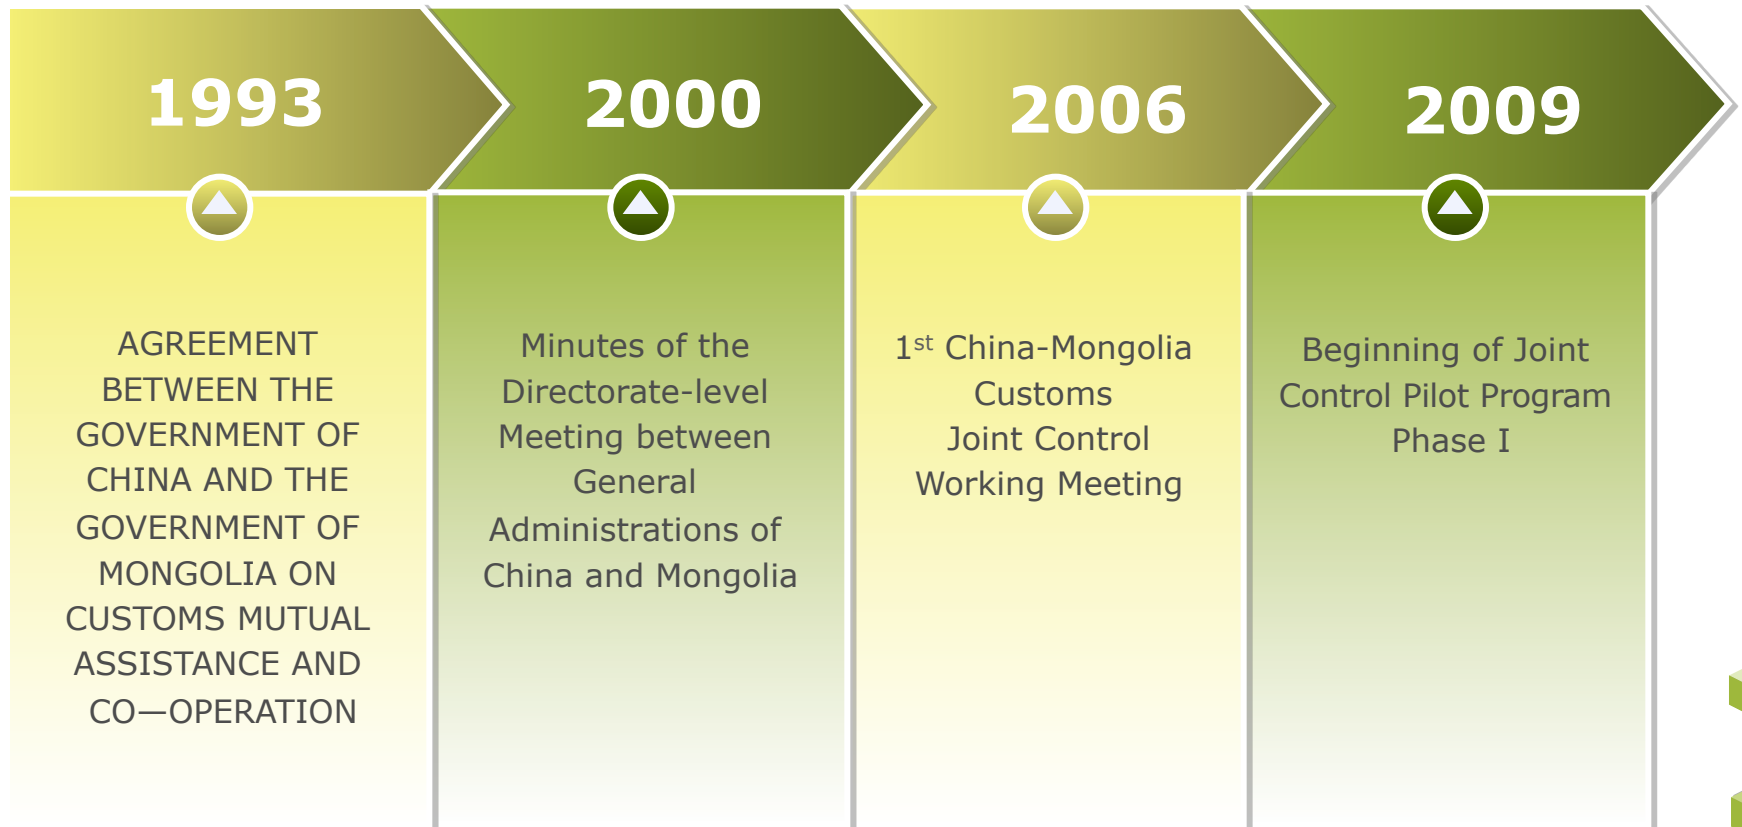 1993
2000
2006
2009
AGREEMENT
BETWEEN THE
GOVERNMENT OF
CHINA AND THE
GOVERNMENT OF
MONGOLIA ON
CUSTOMS MUTUAL
ASSISTANCE AND
CO—OPERATION
Minutes of the
Directorate-level
Meeting between
General
Administrations of
China and Mongolia
1st China-Mongolia
Customs
Joint Control
Working Meeting
Beginning of Joint
Control Pilot Program
Phase I